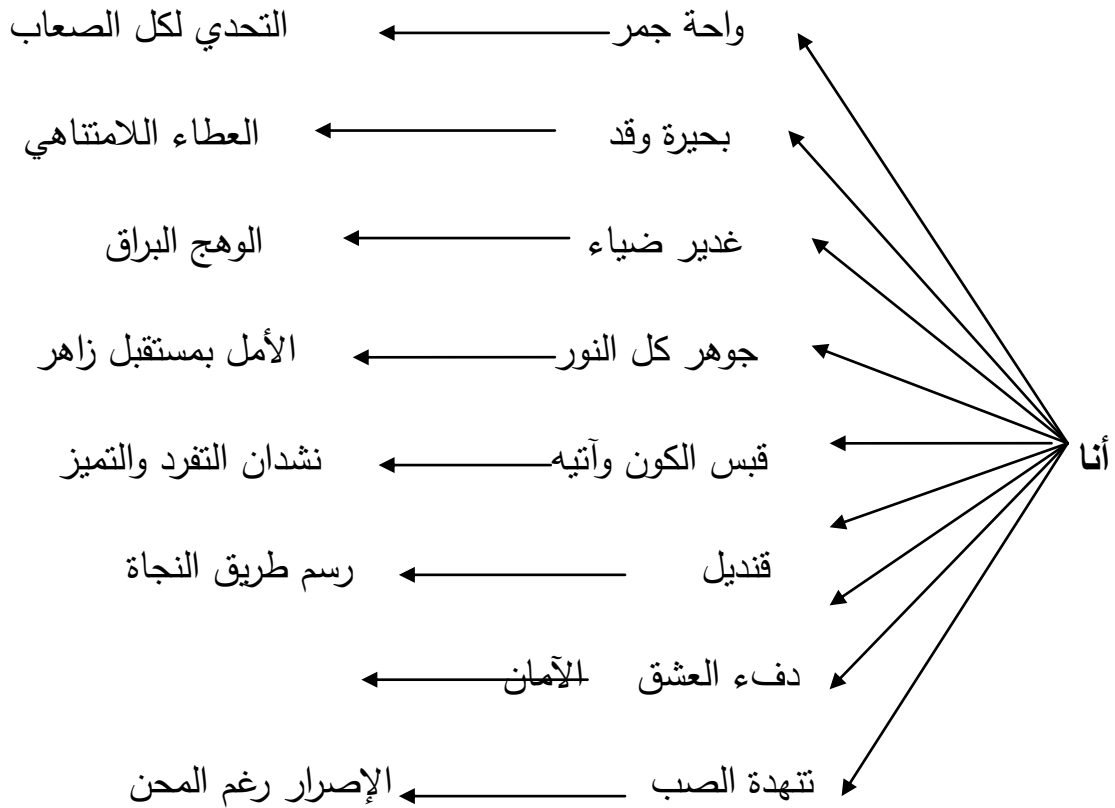 واحة جمر التحدي لكل الصعاب
بحيرة وقد العطاء اللامتناهي
غدير ضياء الوهج البراق
جوهر كل النور الأمل بمستقبل زاهر
أنا قبس الكون وآتيه نشدان التفرد والتميز
قنديل رسم طريق النجاة
دفء العشق الآمان
تنهدة الصب الإصرار رغم المحن